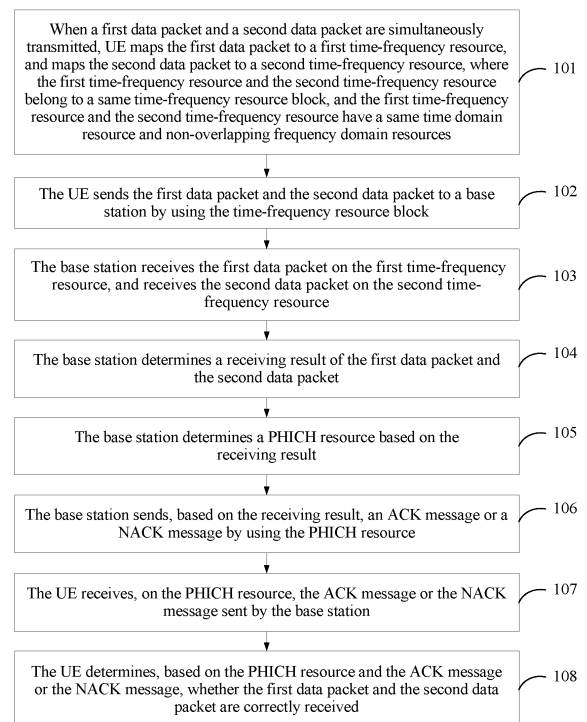 When a first data packet and a second data packet are simultaneously
transmitted, UE maps the first data packet to a first time-frequency resource,
and maps the second data packet to a second time-frequency resource, where
the first time-frequency resource and the second time-frequency resource
belong to a same time-frequency resource block, and the first time-frequency
resource and the second time-frequency resource have a same time domain
resource and non-overlapping frequency domain resources
101
The UE sends the first data packet and the second data packet to a base
station by using the time-frequency resource block
102
The base station receives the first data packet on the first time-frequency
resource, and receives the second data packet on the second time-
frequency resource
103
The base station determines a receiving result of the first data packet and
the second data packet
104
The base station determines a PHICH resource based on the
receiving result
105
The base station sends, based on the receiving result, an ACK message or a
NACK message by using the PHICH resource
106
The UE receives, on the PHICH resource, the ACK message or the NACK
message sent by the base station
107
The UE determines, based on the PHICH resource and the ACK message
or the NACK message, whether the first data packet and the second data
packet are correctly received
108